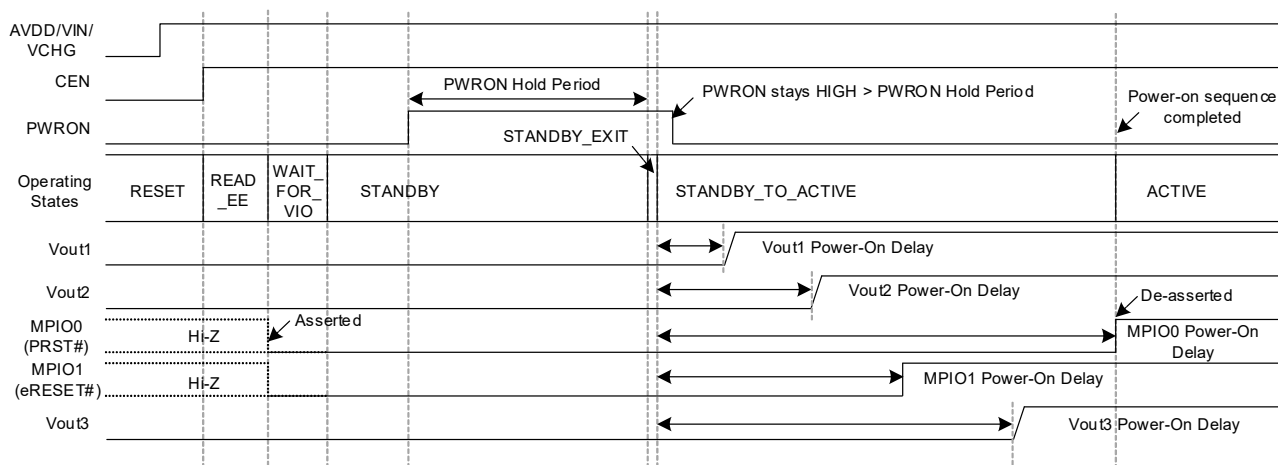 AVDD/VIN/
VCHG
CEN
PWRON Hold Period
PWRON stays HIGH > PWRON Hold Period
Power-on sequence
completed
PWRON
STANDBY_EXIT
Operating
States
RESET
READ
_EE
WAIT_
FOR_
VIO
STANDBY
STANDBY_TO_ACTIVE
ACTIVE
Vout1
Vout1 Power-On Delay
Vout2
Vout2 Power-On Delay
De-asserted
MPIO0
(PRST#)
Hi-Z
Asserted
MPIO0 Power-On
Delay
MPIO1
(eRESET#)
Hi-Z
MPIO1 Power-On Delay
Vout3
Vout3 Power-On Delay